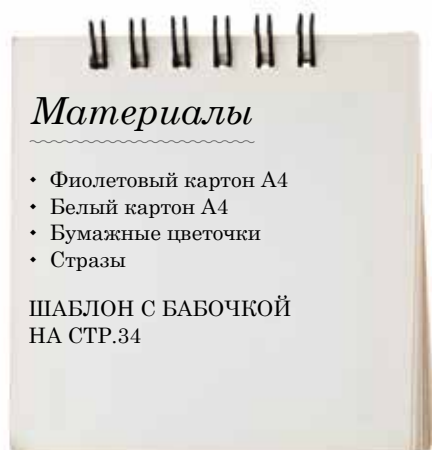 Материалы
• Фиолетовый картон А4
• Белый картон А4
• Бумажные цветочки
• Стразы
ШАБЛОН С БАБОЧКОЙ
НА СТР.34